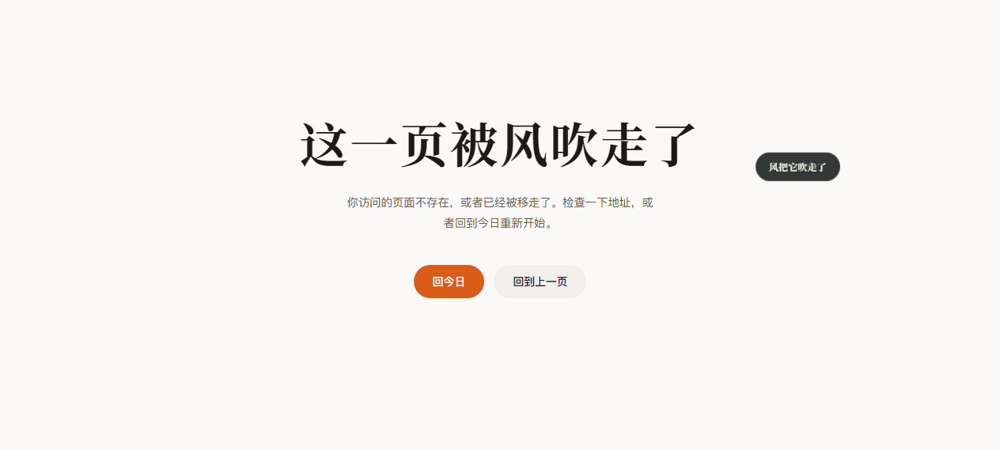 这一页被风吹走了
风把它吹走了
你访问的页面不存在，或者已经被移走了。检查一下地址，或
者回到今日重新开始。
回今日
回到上一页